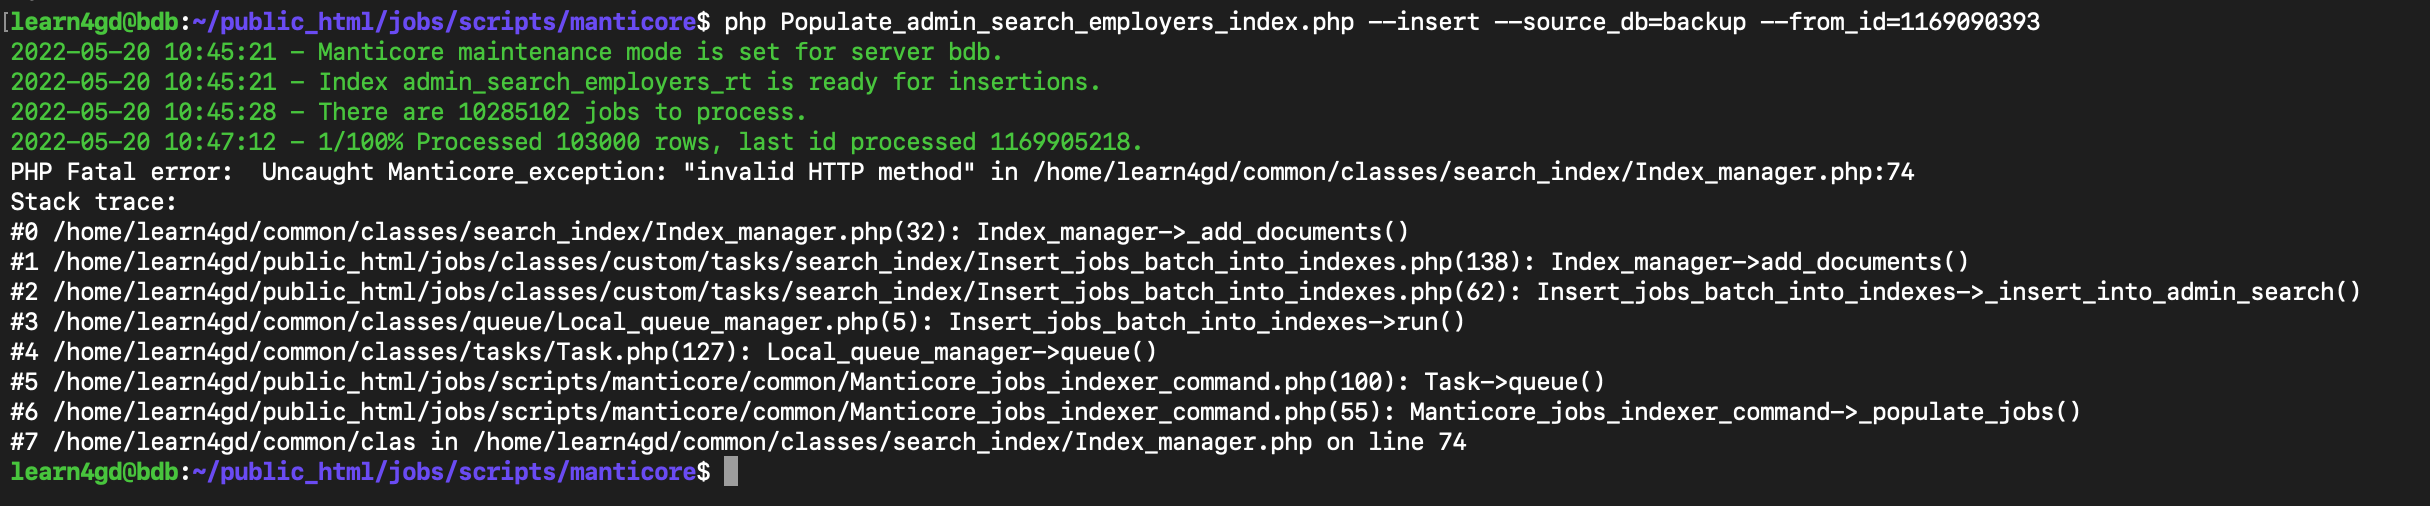 [learn4gd@bdb:~/public_html/jobs/scripts/manticore$ php Populate_admin_search_employers_index.php --insert --source_db=backup --from_id=1169090393
2022-05-20 10:45:21 - Manticore maintenance mode is set for server bdb.
2022-05-20 10:45:21 - Index admin_search_employers_rt is ready for insertions.
2022-05-20 10:45:28 - There are 10285102 jobs to process.
2022-05-20 10:47:12 - 1/100% Processed 103000 rows, last id processed 1169905218.
PHP Fatal error:  Uncaught Manticore_exception: "invalid HTTP method" in /home/learn4gd/common/classes/search_index/Index_manager.php:74
Stack trace:
#0 /home/learn4gd/common/classes/search_index/Index_manager.php(32): Index_manager->_add_documents()
#1 /home/learn4gd/public_html/jobs/classes/custom/tasks/search_index/Insert_jobs_batch_into_indexes.php(138): Index_manager->add_documents()
#2 /home/learn4gd/public_html/jobs/classes/custom/tasks/search_index/Insert_jobs_batch_into_indexes.php(62): Insert_jobs_batch_into_indexes->_insert_into_admin_search()
#3 /home/learn4gd/common/classes/queue/Local_queue_manager.php(5): Insert_jobs_batch_into_indexes->run()
#4 /home/learn4gd/common/classes/tasks/Task.php(127): Local_queue_manager->queue()
#5 /home/learn4gd/public_html/jobs/scripts/manticore/common/Manticore_jobs_indexer_command.php(100): Task->queue()
#6 /home/learn4gd/public_html/jobs/scripts/manticore/common/Manticore_jobs_indexer_command.php(55): Manticore_jobs_indexer_command->_populate_jobs()
#7 /home/learn4gd/common/clas in /home/learn4gd/common/classes/search_index/Index_manager.php on line 74
learn4gd@bdb:~/public_html/jobs/scripts/manticore$